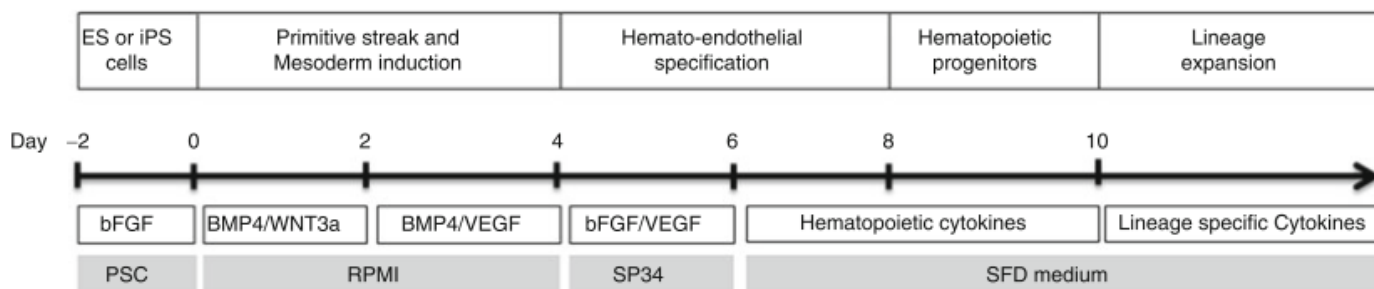 ES or iPS
cells
Primitive streak and
Mesoderm induction
Hemato-endothelial
specification
Hematopoietic
progenitors
Lineage
expansion
Day –2 0 2 4 6 8 10
bFGF BMP4/WNT3a BMP4/VEGF bFGF/VEGF Hematopoietic cytokines Lineage specific Cytokines
PSC RPMI SP34 SFD medium